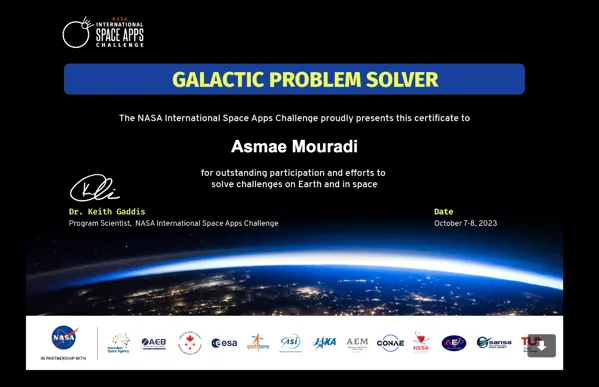 NASA
INTERNATIONAL
SPACE APPS
CHALLENGE
GALACTIC PROBLEM SOLVER
The NASA International Space Apps Challenge proudly presents this certificate to
Asmae Mouradi
for outstanding participation and efforts to
solve challenges on Earth and in space
Dr. Keith Gaddis
Program Scientist, NASA International Space Apps Challenge
Date
October 7-8, 2023
NASA
IN PARTNERSHIP WITH
Australian
Space Agency
AEB
esa
asi
JAXA
AEM
CONAE
NSSA
sansa